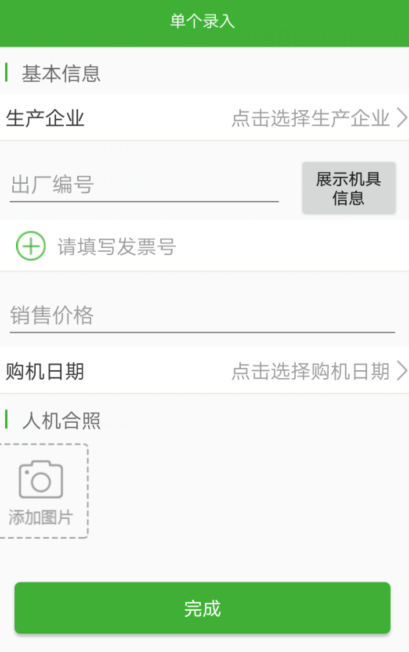 单个录入
基本信息
生产企业 点击选择生产企业
出厂编号
展示机具
信息
请填写发票号
销售价格
购机日期 点击选择购机日期
人机合照
添加图片
完成